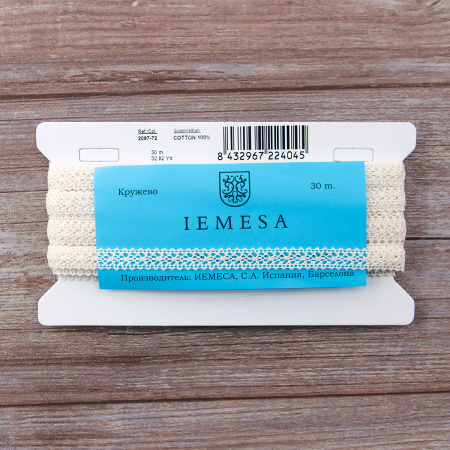 Ref./Col.
2097-72
Composition
COTTON 100%
30 m
32.82 Yd
8 432967 224045
Кружево
30 m.
IEMESA
Производитель: ИЕМЕСА, С.А. Испания, Барселона